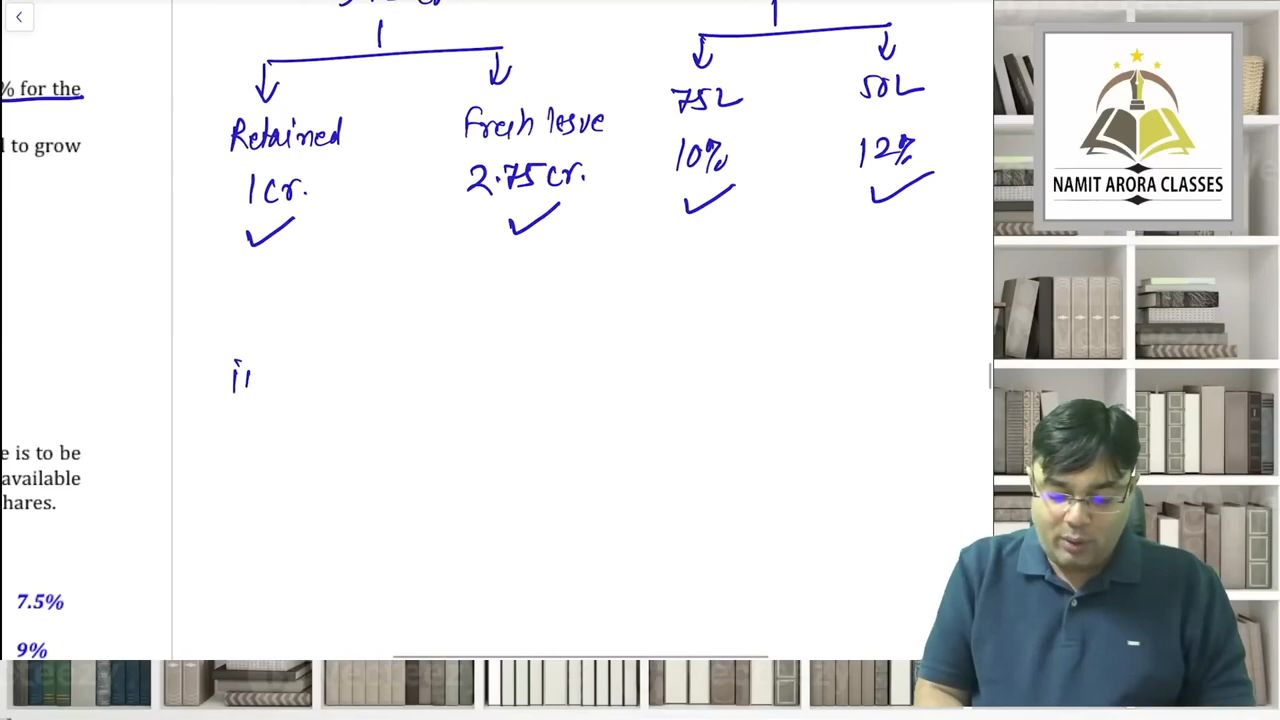 % for the
l to grow
Retained
1 cr.
Fresh Issue
2.75 cr.
75L
10%
50L
12%
ii
e is to be
available
hares.
7.5%
9%
NAMIT ARORA CLASSES